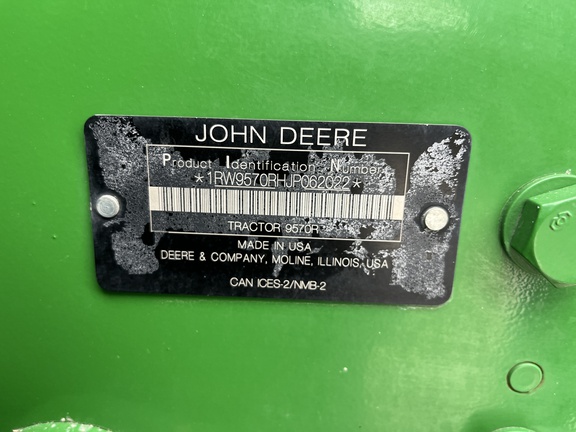 JOHN DEERE
Product Identification Number
*1RW9570RHJP062022*
TRACTOR 9570R
MADE IN USA
DEERE & COMPANY, MOLINE, ILLINOIS, USA
CAN ICES-2/NMB-2